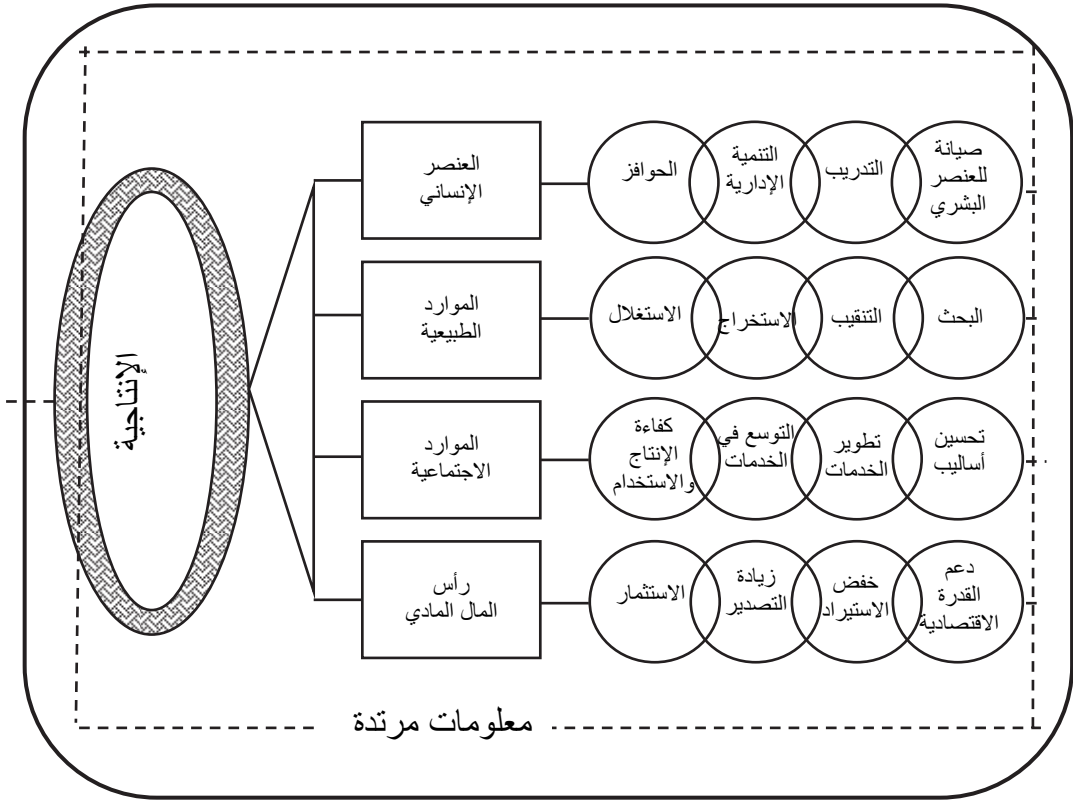 صيانة
للعنصر
البشري
التدريب
التنمية
الإدارية
الحوافز
العنصر
الإنساني
البحث
التنقيب
الاستخراج
الاستغلال
الموارد
الطبيعية
تحسين
أساليب
تطوير
الخدمات
التوسع في
الخدمات
كفاءة
الإنتاج
والاستخدام
الموارد
الاجتماعية
دعم
القدرة
الاقتصادية
خفض
الاستيراد
زيادة
التصدير
الاستثمار
رأس
المال المادي
الإنتاجية
معلومات مرتدة